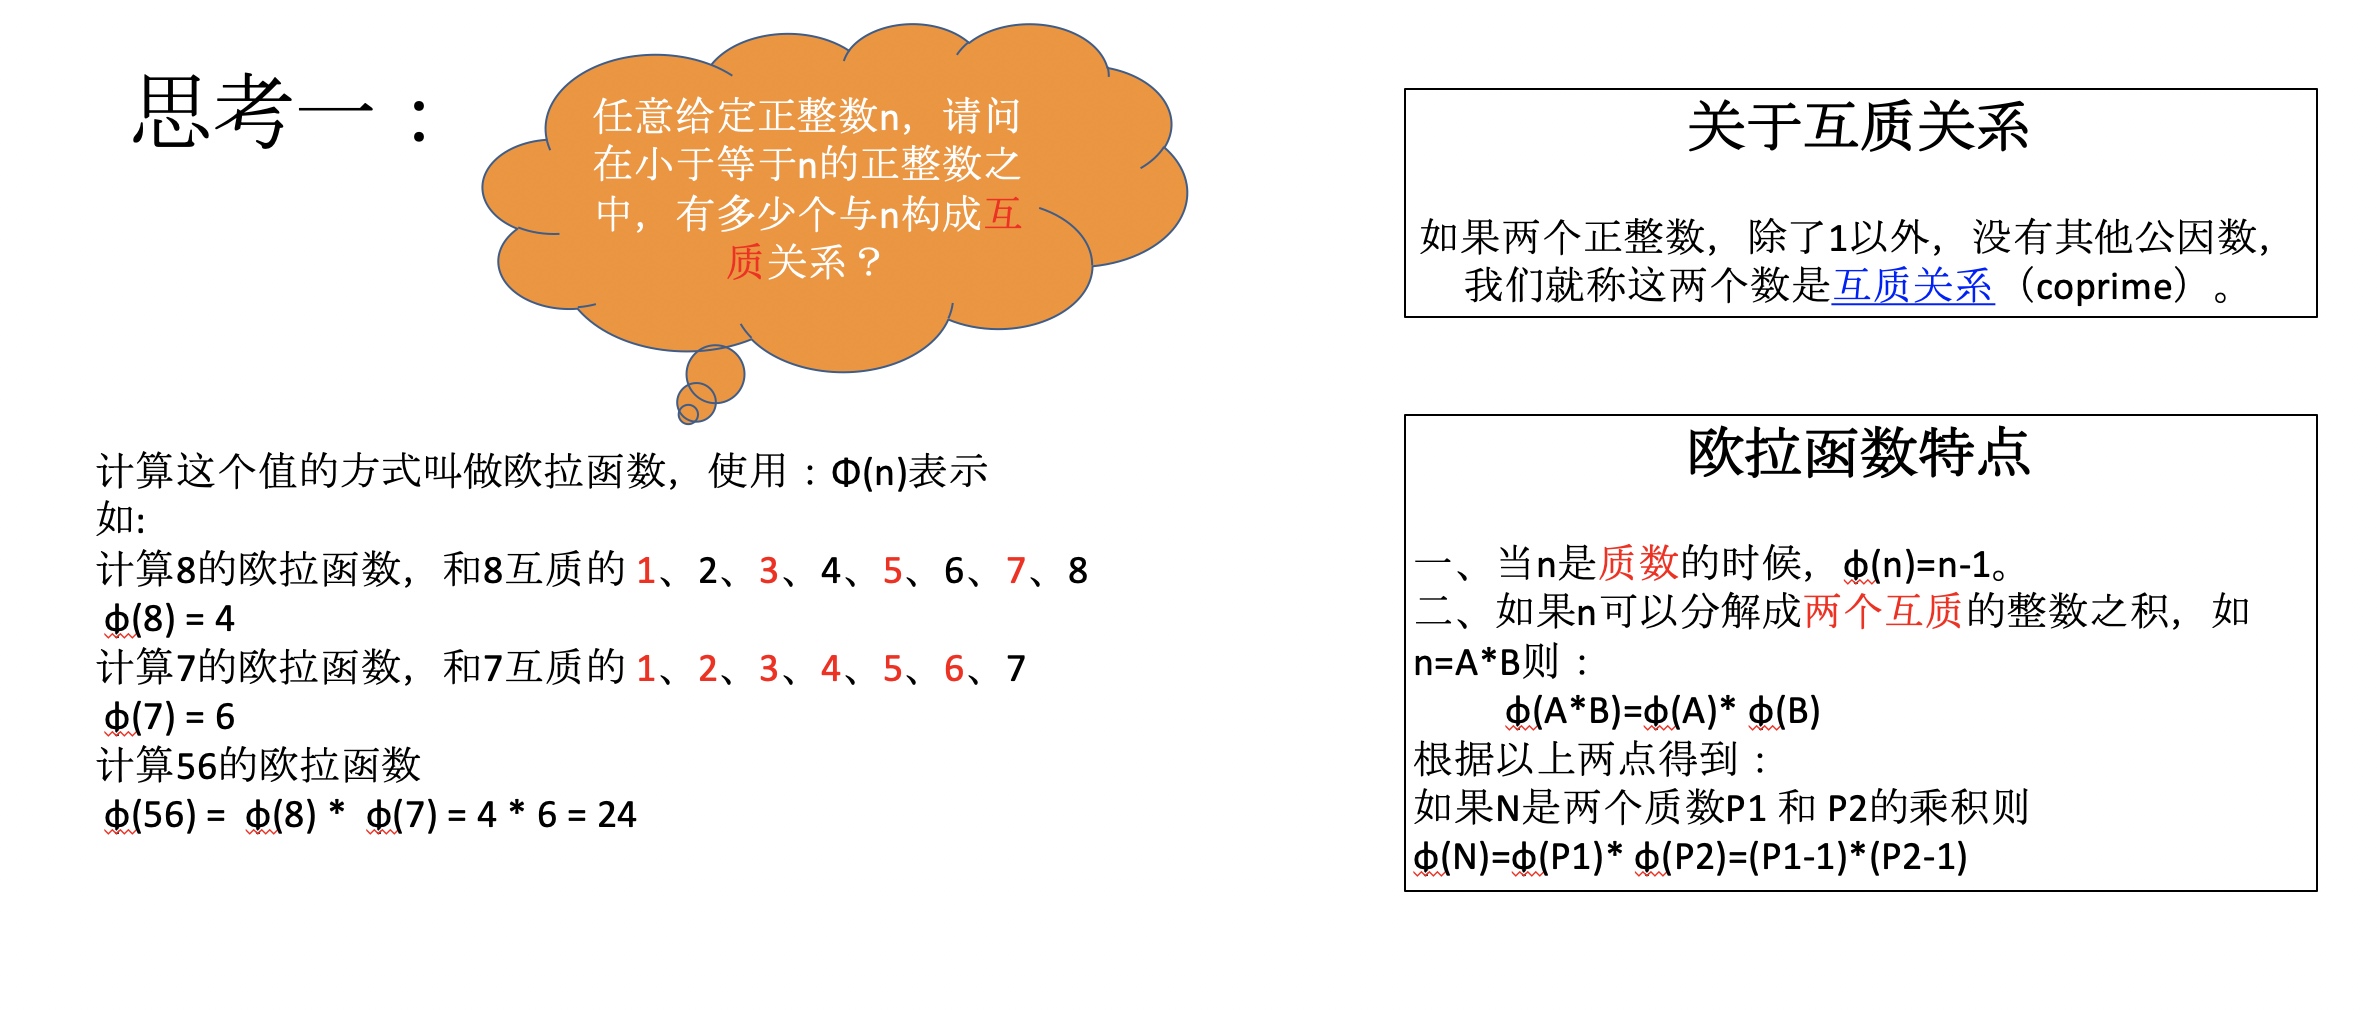 思考一：
任意给定正整数n，请问
在小于等于n的正整数之
中，有多少个与n构成互
质关系？
计算这个值的方式叫做欧拉函数，使用：Φ(n)表示
如:
计算8的欧拉函数，和8互质的 1、2、3、4、5、6、7、8
φ(8) = 4
计算7的欧拉函数，和7互质的 1、2、3、4、5、6、7
φ(7) = 6
计算56的欧拉函数
φ(56) = φ(8) * φ(7) = 4 * 6 = 24
关于互质关系
如果两个正整数，除了1以外，没有其他公因数，
我们就称这两个数是互质关系（coprime）。
欧拉函数特点
一、当n是质数的时候，φ(n)=n-1。
二、如果n可以分解成两个互质的整数之积，如
n=A*B则：
φ(A*B)=φ(A)* φ(B)
根据以上两点得到：
如果N是两个质数P1 和 P2的乘积则
φ(N)=φ(P1)* φ(P2)=(P1-1)*(P2-1)